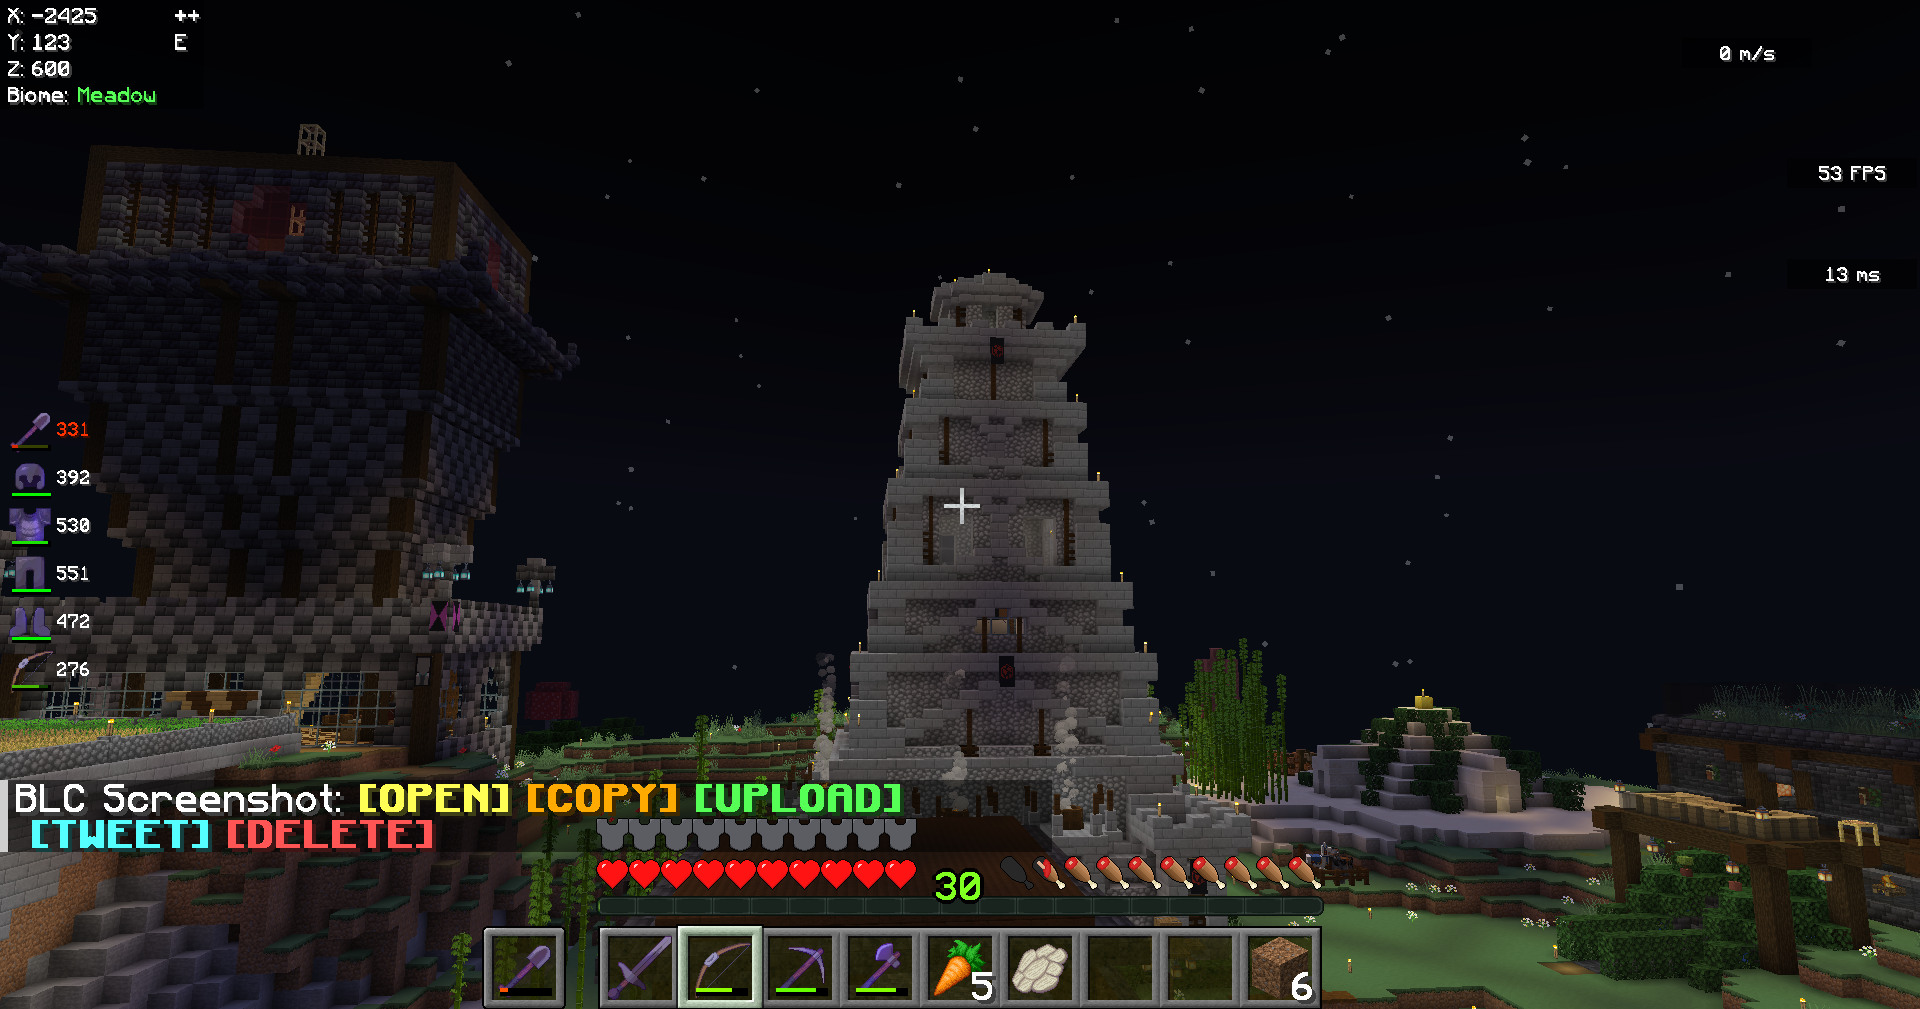 X: -2425 ++
Y: 123 E
Z: 600
Biome: Meadow
0 m/s
53 FPS
13 ms
331
392
530
551
472
276
BLC Screenshot: [OPEN] [COPY] [UPLOAD]
[TWEET] [DELETE]
30
5
6